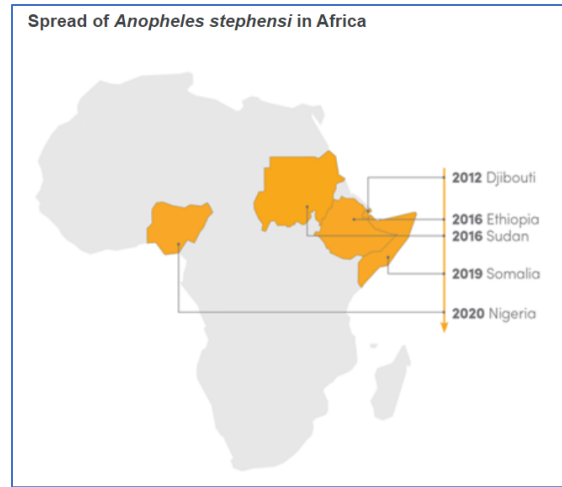 Spread of Anopheles stephensi in Africa
2012 Djibouti
2016 Ethiopia
2016 Sudan
2019 Somalia
2020 Nigeria